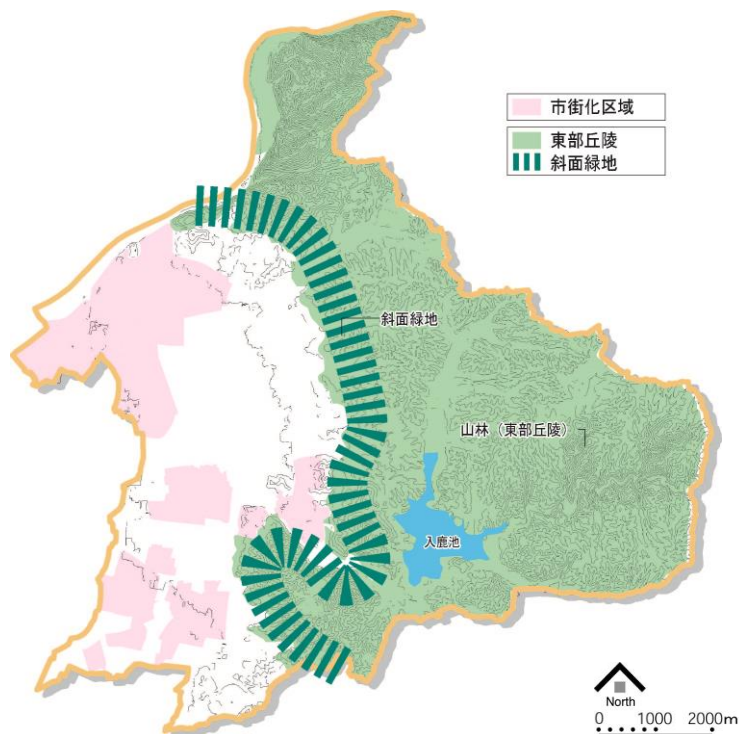 市街化区域
東部丘陵
斜面緑地
斜面緑地
山林（東部丘陵）
入鹿池
North
0 1000 2000m